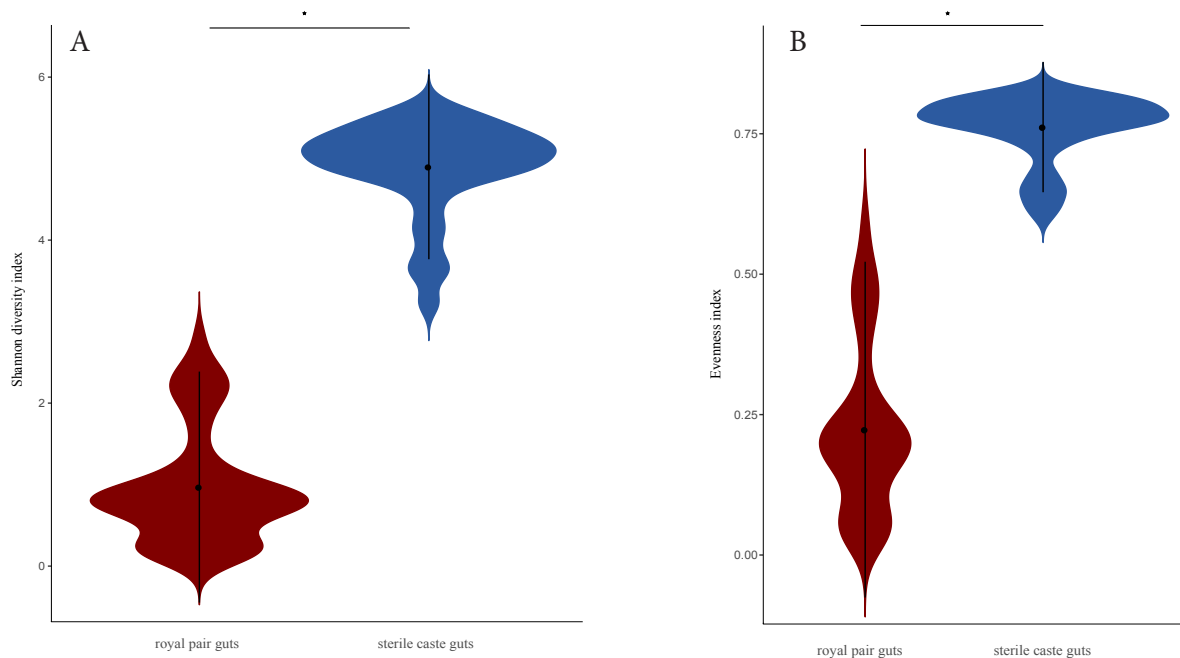 *
A
6
4
2
0
Shannon diversity index
royal pair guts
sterile caste guts
*
B
0.75
0.50
0.25
0.00
Evenness index
royal pair guts
sterile caste guts